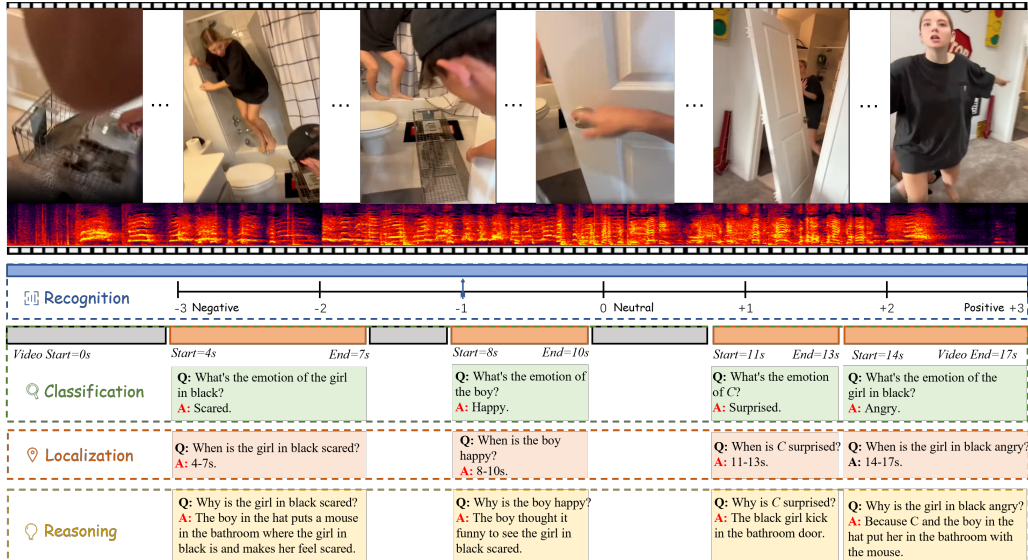 Recognition
-3 Negative -2 -1 0 Neutral +1 +2 Positive +3
Video Start=0s Start=4s End=7s Start=8s End=10s Start=11s End=13s Start=14s Video End=17s
Classification
Q: What's the emotion of the girl
in black?
A: Scared.
Q: What's the emotion of
the boy?
A: Happy.
Q: What's the emotion
of C?
A: Surprised.
Q: What's the emotion of the
girl in black?
A: Angry.
Localization
Q: When is the girl in black scared?
A: 4-7s.
Q: When is the boy
happy?
A: 8-10s.
Q: When is C surprised?
A: 11-13s.
Q: When is the girl in black angry?
A: 14-17s.
Reasoning
Q: Why is the girl in black scared?
A: The boy in the hat puts a mouse
in the bathroom where the girl in
black is and makes her feel scared.
Q: Why is the boy happy?
A: The boy thought it
funny to see the girl in
black scared.
Q: Why is C surprised?
A: The black girl kick
in the bathroom door.
Q: Why is the girl in black angry?
A: Because C and the boy in the
hat put her in the bathroom with
the mouse.